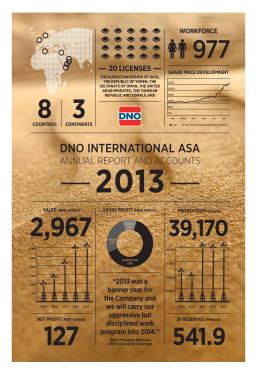 WORKFORCE
977
20 LICENSES
THE KURDISTAN REGION OF IRAQ,
THE REPUBLIC OF YEMEN, THE
SULTANATE OF OMAN, THE UNITED
ARAB EMIRATES, THE TUNISIAN
REPUBLIC AND SOMALILAND
SHARE PRICE DEVELOPMENT
8
COUNTRIES
3
CONTINENTS
DNO
DNO INTERNATIONAL ASA
ANNUAL REPORT AND ACCOUNTS
2013
SALES (NOK million)
2,967
GROSS PROFIT (NOK million)
PRODUCTION
39,170
NET PROFIT (NOK million)
127
"2013 was a
banner year for
the Company and
we will carry our
aggressive but
disciplined work
program into 2014."
DNO's Executive Chairman
2P RESERVES
541.9